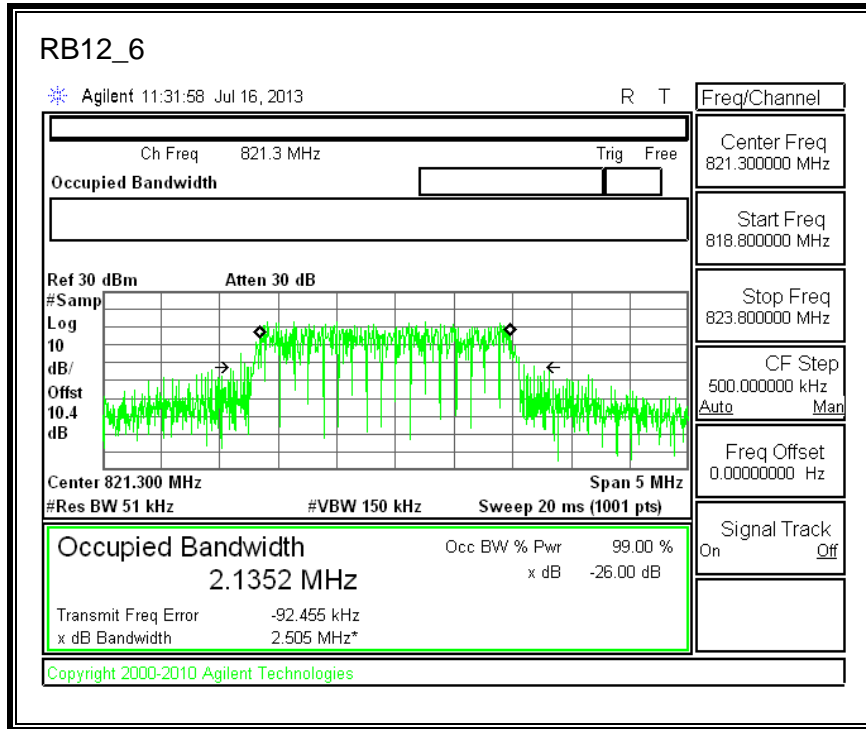 RB12_6
Agilent 11:31:58 Jul 16, 2013 R T
Freq/Channel
Ch Freq 821.3 MHz Trig Free
Occupied Bandwidth
Center Freq
821.300000 MHz
Start Freq
818.800000 MHz
Stop Freq
823.800000 MHz
CF Step
500.000000 kHz
Auto Man
Freq Offset
0.00000000 Hz
Signal Track
On Off
Ref 30 dBm Atten 30 dB
#Samp
Log
10
dB/
Offst
10.4
dB
Center 821.300 MHz Span 5 MHz
#Res BW 51 kHz #VBW 150 kHz Sweep 20 ms (1001 pts)
Occupied Bandwidth Occ BW % Pwr 99.00 %
2.1352 MHz x dB -26.00 dB
Transmit Freq Error -92.455 kHz
x dB Bandwidth 2.505 MHz*
Copyright 2000-2010 Agilent Technologies